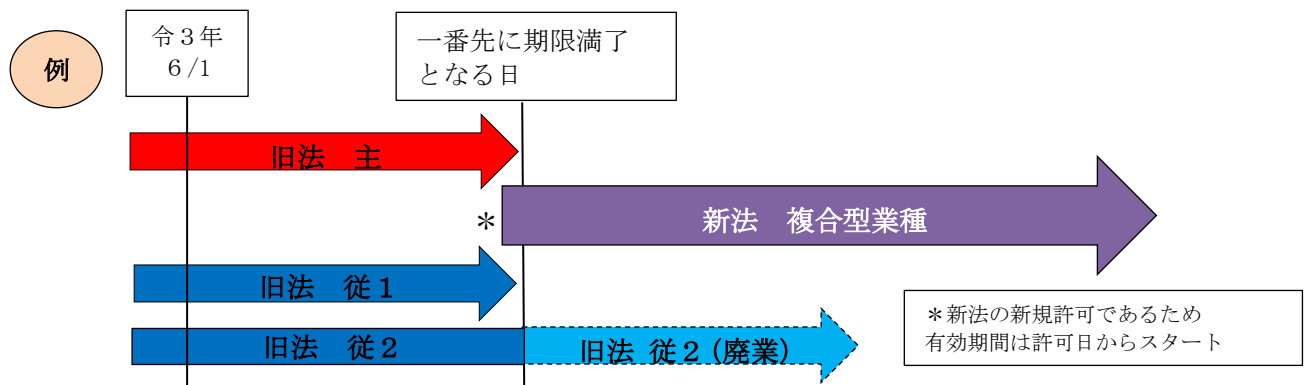 例
令３年
６/1
一番先に期限満了
となる日
旧法　主
＊
新法　複合型業種
旧法　従１
旧法　従２
旧法 従２(廃業)
＊新法の新規許可であるため
有効期間は許可日からスタート